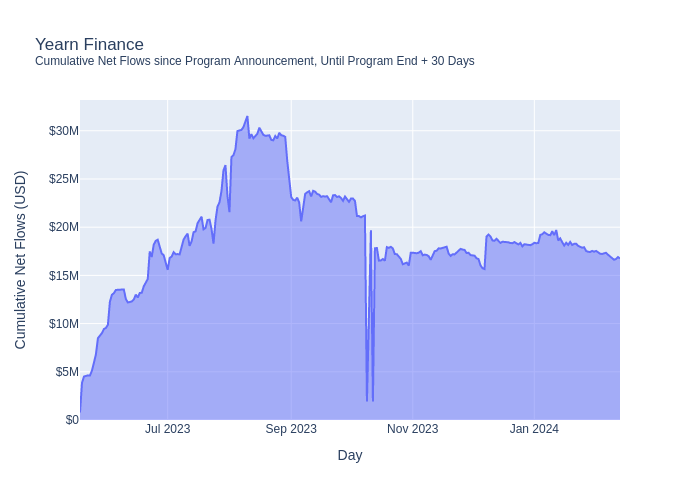 Yearn Finance
Cumulative Net Flows since Program Announcement, Until Program End + 30 Days
$30M
$25M
$20M
$15M
$10M
$5M
$0
Cumulative Net Flows (USD)
Jul 2023
Sep 2023
Nov 2023
Jan 2024
Day